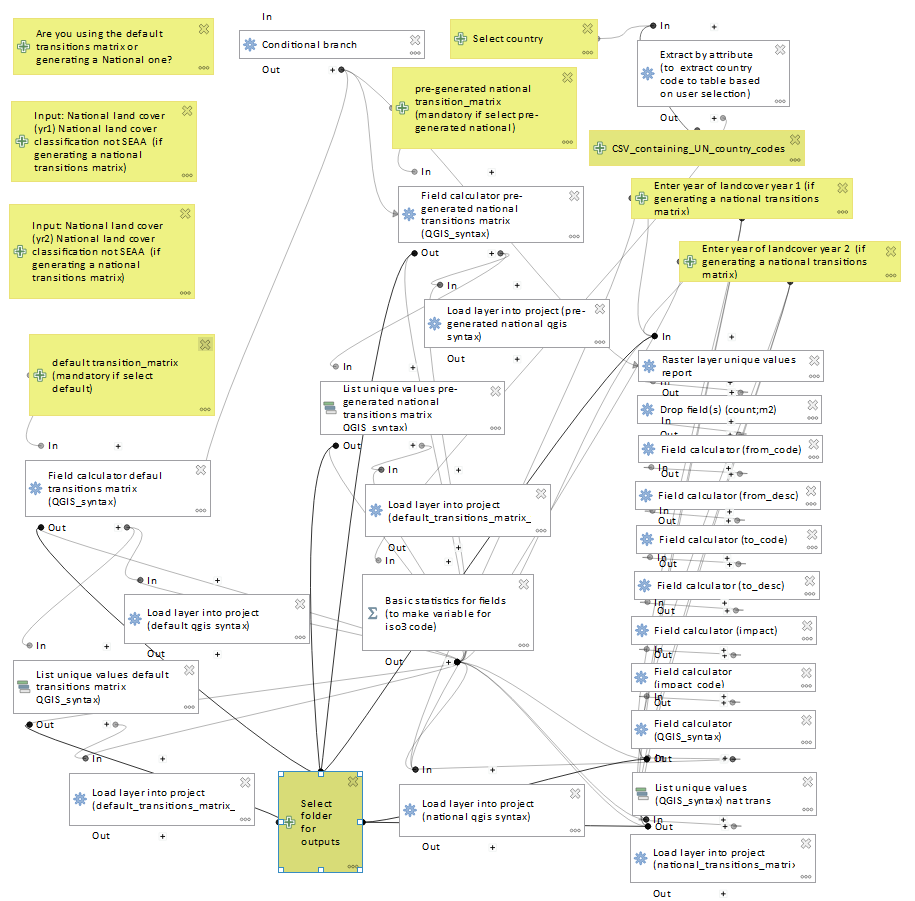 Are you using the default
transitions matrix or
generating a National one?
In
Conditional branch
Out
+
Select country
In
+
Extract by attribute
(to extract country
code to table based
on user selection)
Out
+
Input: National land cover
(yr1) National land cover
classification not SEAA (if
generating a national
transitions matrix)
pre-generated national
transition_matrix
(mandatory if select pre-
generated national)
CSV_containing_UN_country_codes
Enter year of landcover year 1 (if
generating a national transitions
matrix)
Input: National land cover
(yr2) National land cover
classification not SEAA (if
generating a national
transitions matrix)
In
+
Field calculator pre-
generated national
transitions matrix
(QGIS_syntax)
Out
+
Enter year of landcover year 2 (if
generating a national transitions
matrix)
In
+
Load layer into project (pre-
generated national qgis
syntax)
Out
+
default transition_matrix
(mandatory if select
default)
In
+
List unique values pre-
generated national
transitions matrix
QGIS_syntax)
Out
+
In
+
Raster layer unique values
report
In
Out
+
Drop field(s) (count;m2)
In
Out
+
Field calculator (from_code)
In
Out
+
Field calculator (from_desc)
In
Out
+
Field calculator (to_code)
In
Out
+
Field calculator (to_desc)
In
Out
+
Field calculator (impact)
In
Out
+
Field calculator
(impact_code)
In
Out
+
Field calculator
(QGIS_syntax)
Out
+
List unique values
(QGIS_syntax) nat trans
In
Out
+
Load layer into project
(national_transitions_matrix
Out
+
In
+
Field calculator defaul
transitions matrix
(QGIS_syntax)
Out
+
In
+
Load layer into project
(default_transitions_matrix_
Out
+
In
+
Load layer into project
(default qgis syntax)
Out
+
In
+
Basic statistics for fields
(to make variable for
iso3 code)
Out
+
In
+
List unique values default
transitions matrix
QGIS_syntax)
Out
+
In
+
Load layer into project
(default_transitions_matrix_
Out
+
Select
folder
for
outputs
In
+
Load layer into project
(national qgis syntax)
Out
+